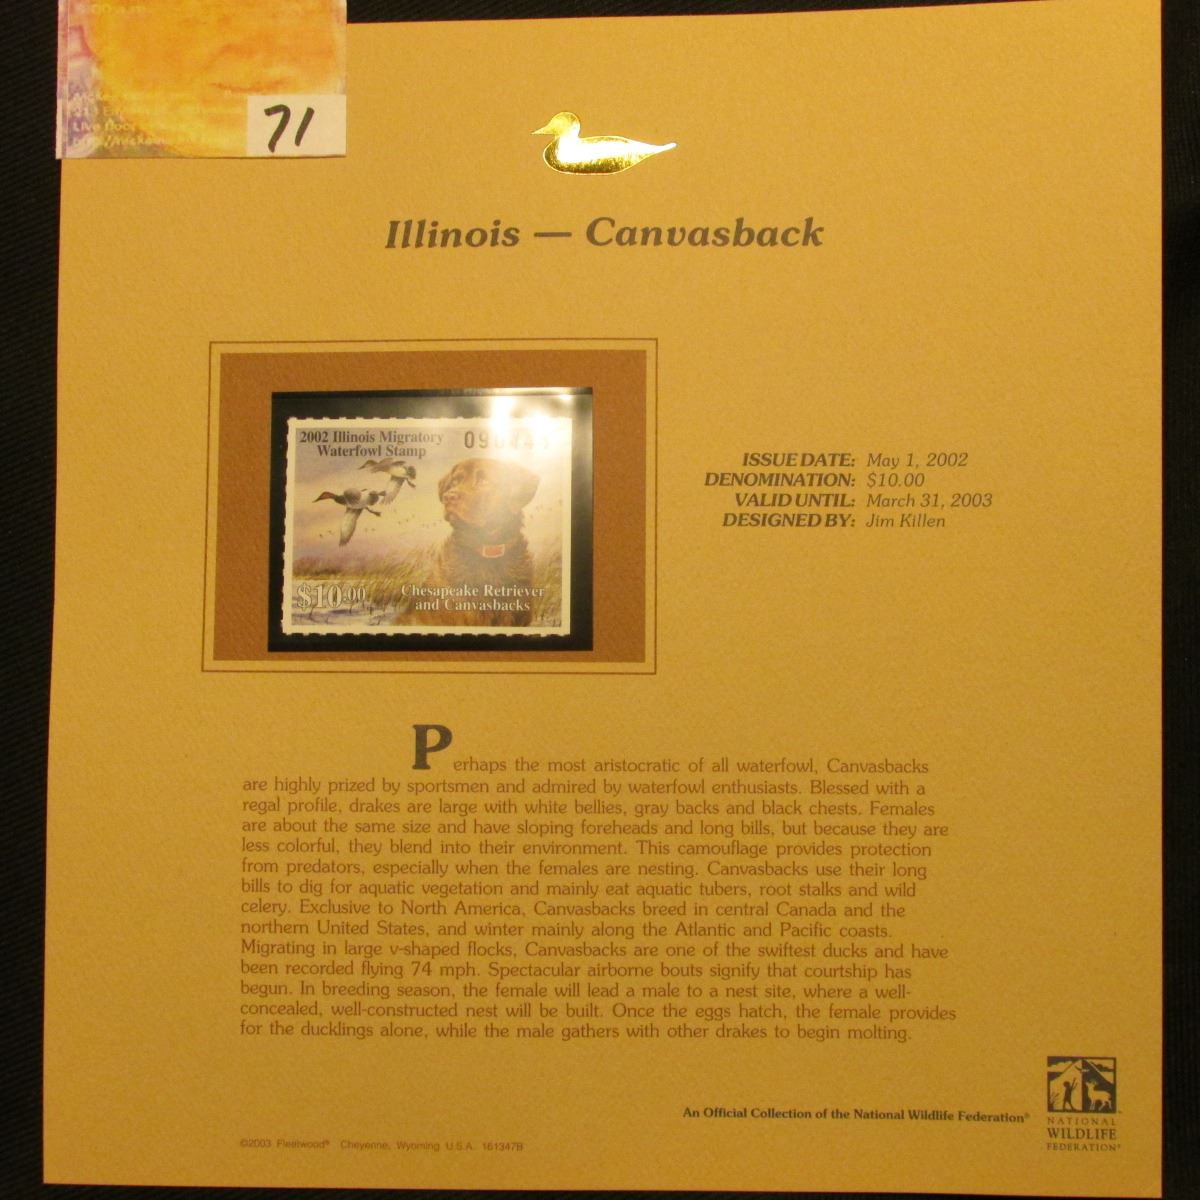 71
Illinois — Canvasback
2002 Illinois Migratory
Waterfowl Stamp
$10.00
Chesapeake Retriever
and Canvasbacks
ISSUE DATE: May 1, 2002
DENOMINATION: $10.00
VALID UNTIL: March 31, 2003
DESIGNED BY: Jim Killen
Perhaps the most aristocratic of all waterfowl, Canvasbacks
are highly prized by sportsmen and admired by waterfowl enthusiasts. Blessed with a
regal profile, drakes are large with white bellies, gray backs and black chests. Females
are about the same size and have sloping foreheads and long bills, but because they are
less colorful, they blend into their environment. This camouflage provides protection
from predators, especially when the females are nesting. Canvasbacks use their long
bills to dig for aquatic vegetation and mainly eat aquatic tubers, root stalks and wild
celery. Exclusive to North America, Canvasbacks breed in central Canada and the
northern United States, and winter mainly along the Atlantic and Pacific coasts.
Migrating in large v-shaped flocks, Canvasbacks are one of the swiftest ducks and have
been recorded flying 74 mph. Spectacular airborne bouts signify that courtship has
begun. In breeding season, the female will lead a male to a nest site, where a well-
concealed, well-constructed nest will be built. Once the eggs hatch, the female provides
for the ducklings alone, while the male gathers with other drakes to begin molting.
An Official Collection of the National Wildlife Federation®
NATIONAL
WILDLIFE
FEDERATION®
©2003 Fleetwood® Cheyenne, Wyoming U.S.A. 161347B